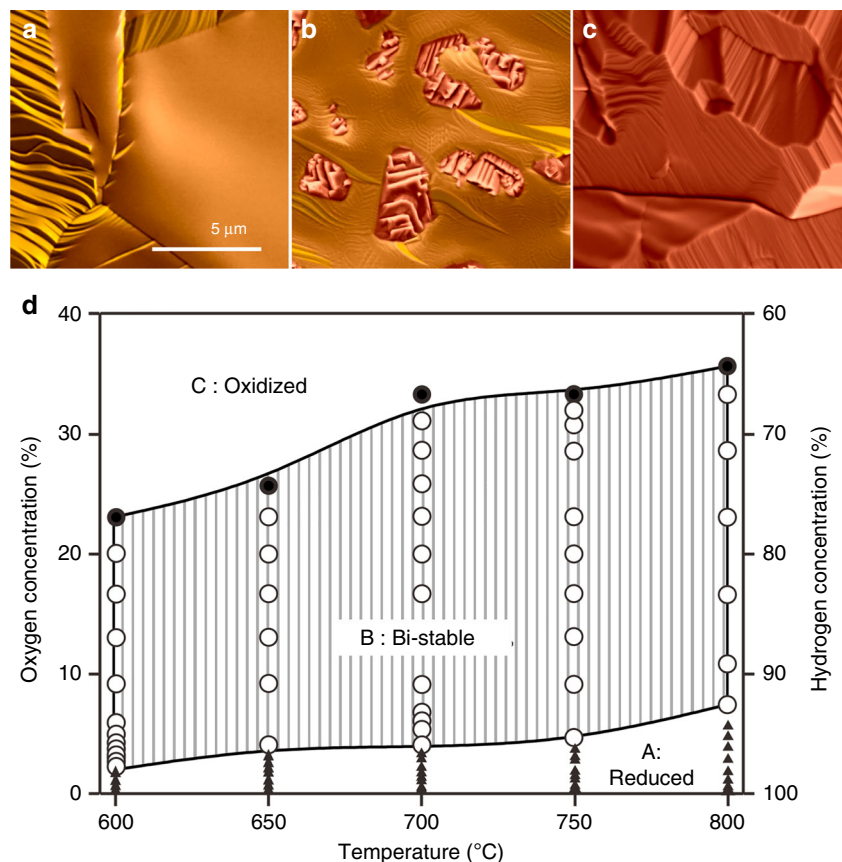 a
b
c
5 μm
d
40
30
20
10
0
Oxygen concentration (%)
60
70
80
90
100
Hydrogen concentration (%)
C : Oxidized
B : Bi-stable
A:
Reduced
600
650
700
750
800
Temperature (°C)